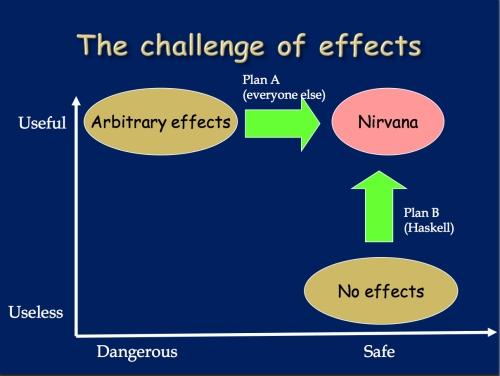 The challenge of effects
Plan A
(everyone else)
Useful
Arbitrary effects
Nirvana
Plan B
(Haskell)
No effects
Useless
Dangerous
Safe